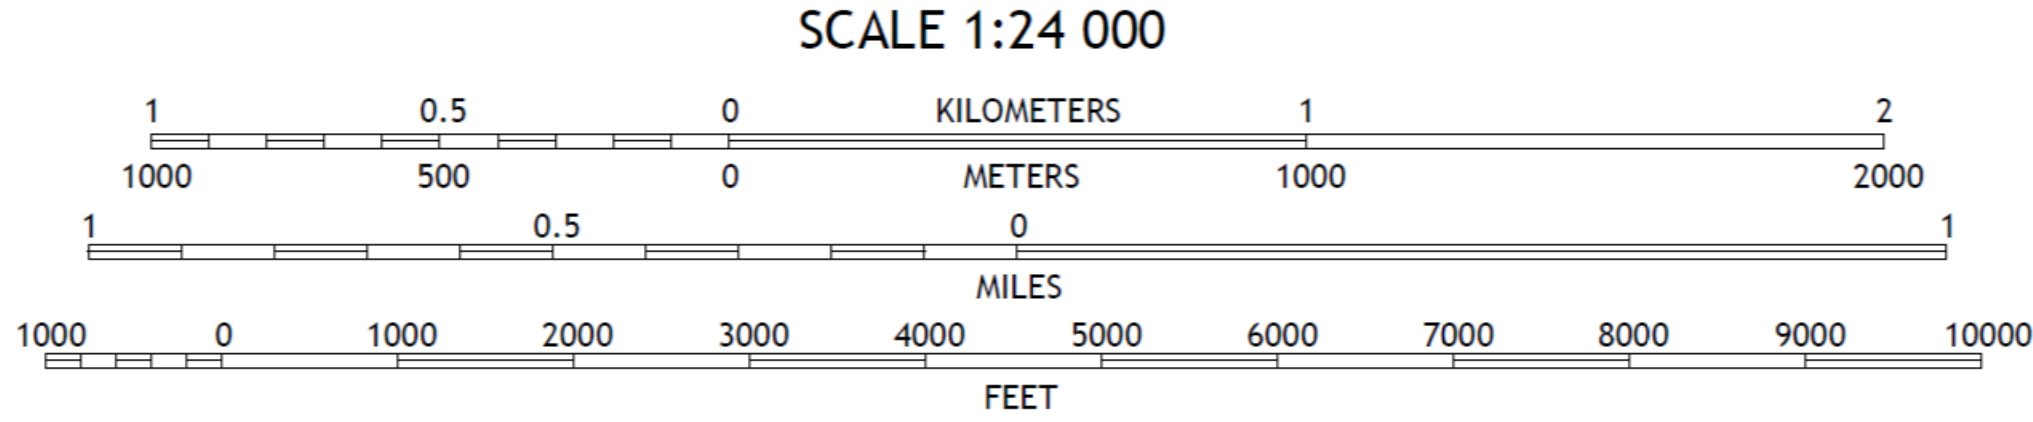 SCALE 1:24 000
1 0.5 0 KILOMETERS 1 2
1000 500 0 METERS 1000 2000
1 0.5 0 1
MILES
1000 0 1000 2000 3000 4000 5000 6000 7000 8000 9000 10000
FEET